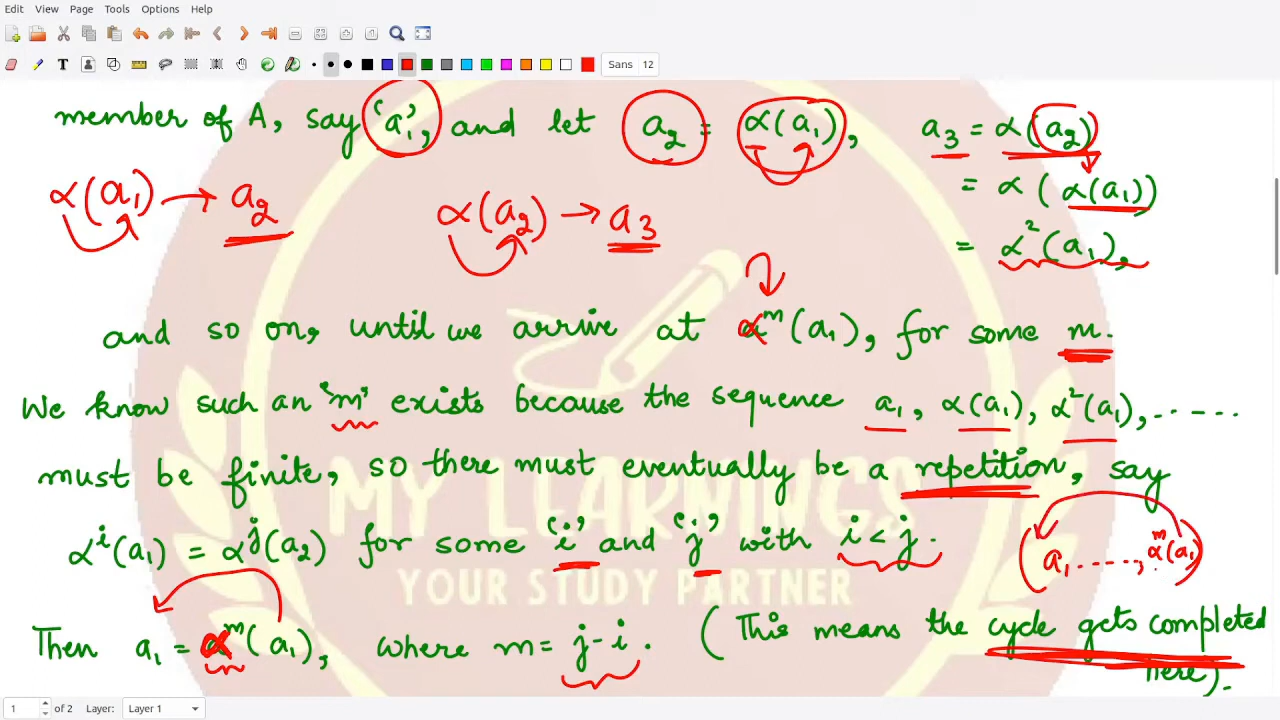 Edit View Page Tools Options Help
Sans 12
member of A, say 'a₁', and let a₂ = α(a₁), a₃ = α(a₂)
= α(α(a₁))
= α²(a₁),
α(a₁) → a₂ α(a₂) → a₃
and so on, until we arrive at αᵐ(a₁), for some m.
We know such an 'm' exists because the sequence a₁, α(a₁), α²(a₁), ......
must be finite, so there must eventually be a repetition, say
αⁱ(a₁) = αʲ(a₂) for some 'i' and 'j' with i < j.
(a₁, ......, αᵐ(a₁))
Then a₁ = αᵐ(a₁), where m = j - i. (This means the cycle gets completed
here).
MY LEARNINGS
YOUR STUDY PARTNER
1 of 2 Layer: Layer 1